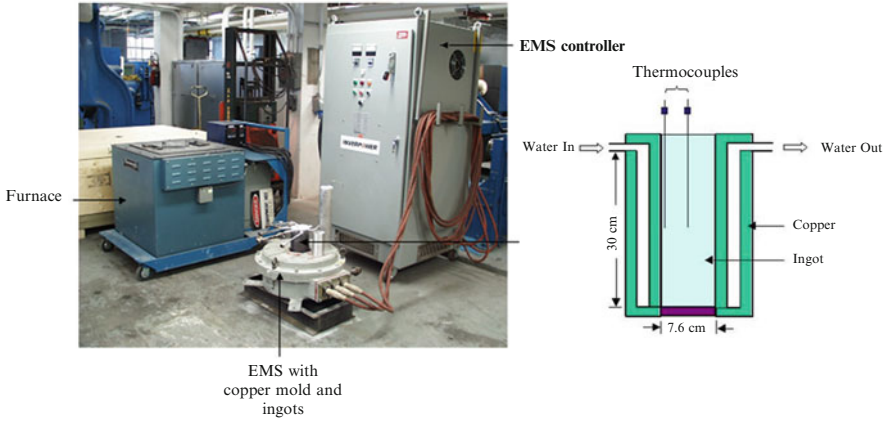 EMS controller
Thermocouples
Water In
Water Out
Furnace
30 cm
Copper
Ingot
7.6 cm
EMS with
copper mold and
ingots